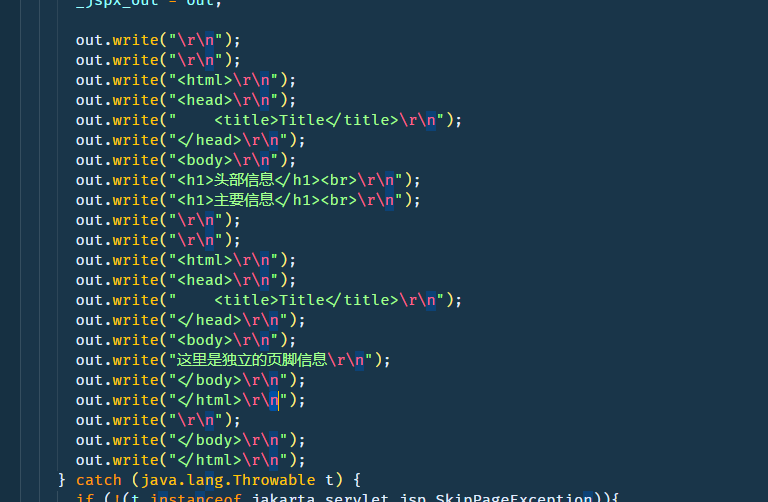 _jspx_out = out;
out.write("\r\n");
out.write("\r\n");
out.write("<html>\r\n");
out.write("<head>\r\n");
out.write("    <title>Title</title>\r\n");
out.write("</head>\r\n");
out.write("<body>\r\n");
out.write("<h1>头部信息</h1><br>\r\n");
out.write("<h1>主要信息</h1><br>\r\n");
out.write("\r\n");
out.write("\r\n");
out.write("<html>\r\n");
out.write("<head>\r\n");
out.write("    <title>Title</title>\r\n");
out.write("</head>\r\n");
out.write("<body>\r\n");
out.write("这里是独立的页脚信息\r\n");
out.write("</body>\r\n");
out.write("</html>\r\n");
out.write("\r\n");
out.write("</body>\r\n");
out.write("</html>\r\n");
} catch (java.lang.Throwable t) {
if (!(t instanceof jakarta.servlet.jsp.SkipPageException)){